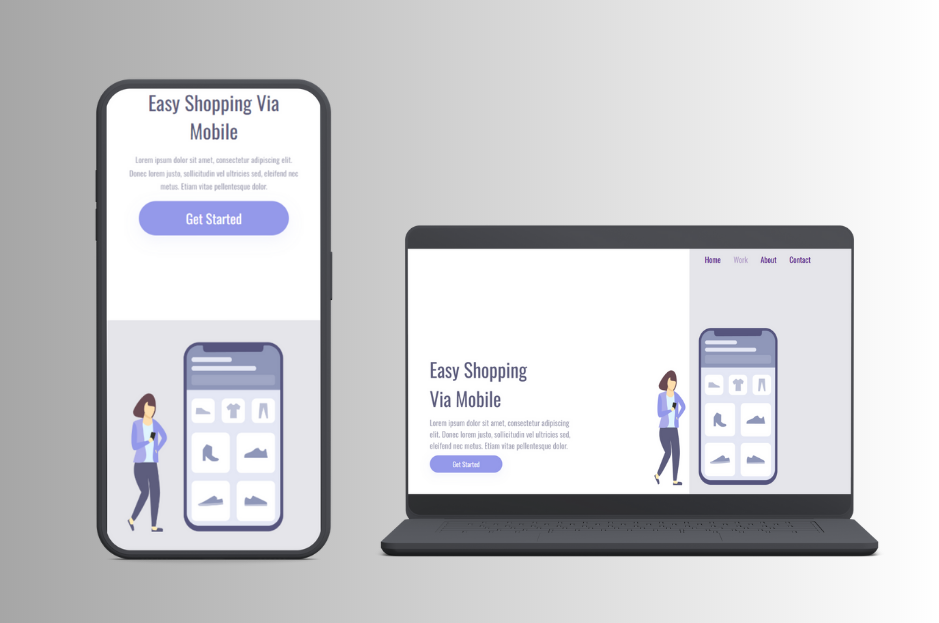 Easy Shopping Via
Mobile
Lorem ipsum dolor sit amet, consectetur adipiscing elit.
Donec lorem justo, sollicitudin vel ultricies sed, eleifend nec
metus. Etiam vitae pellentesque dolor.
Get Started
Home Work About Contact
Easy Shopping
Via Mobile
Lorem ipsum dolor sit amet, consectetur adipiscing
elit. Donec lorem justo, sollicitudin vel ultricies sed,
eleifend nec metus. Etiam vitae pellentesque dolor.
Get Started